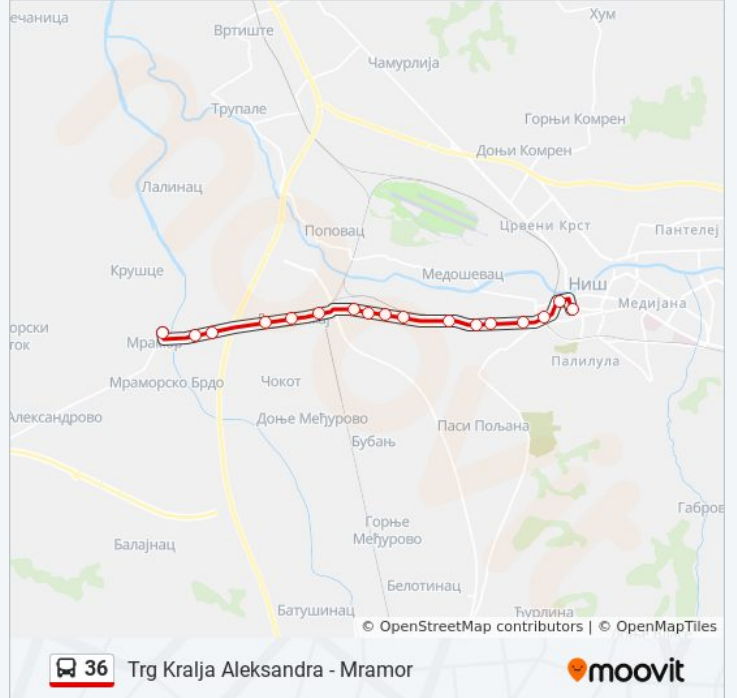 ечаница
Хум
Вртиште
Чамурлија
Трупале
Горњи Комрен
Доњи Комрен
Лалинац
Црвени Крст
Пантелеј
Поповац
Крушце
Медошевац
Ниш
Медијана
орски
ток
Палилула
Мраморско Брдо
Чокот
Александрово
Доње Међурово
Паси Пољана
Бубањ
Габров
Горње
Међурово
Балајнац
Белотинац
Батушинац
Ћурлина
© OpenStreetMap contributors | © OpenMapTiles
36 Trg Kralja Aleksandra - Mramor
moovit